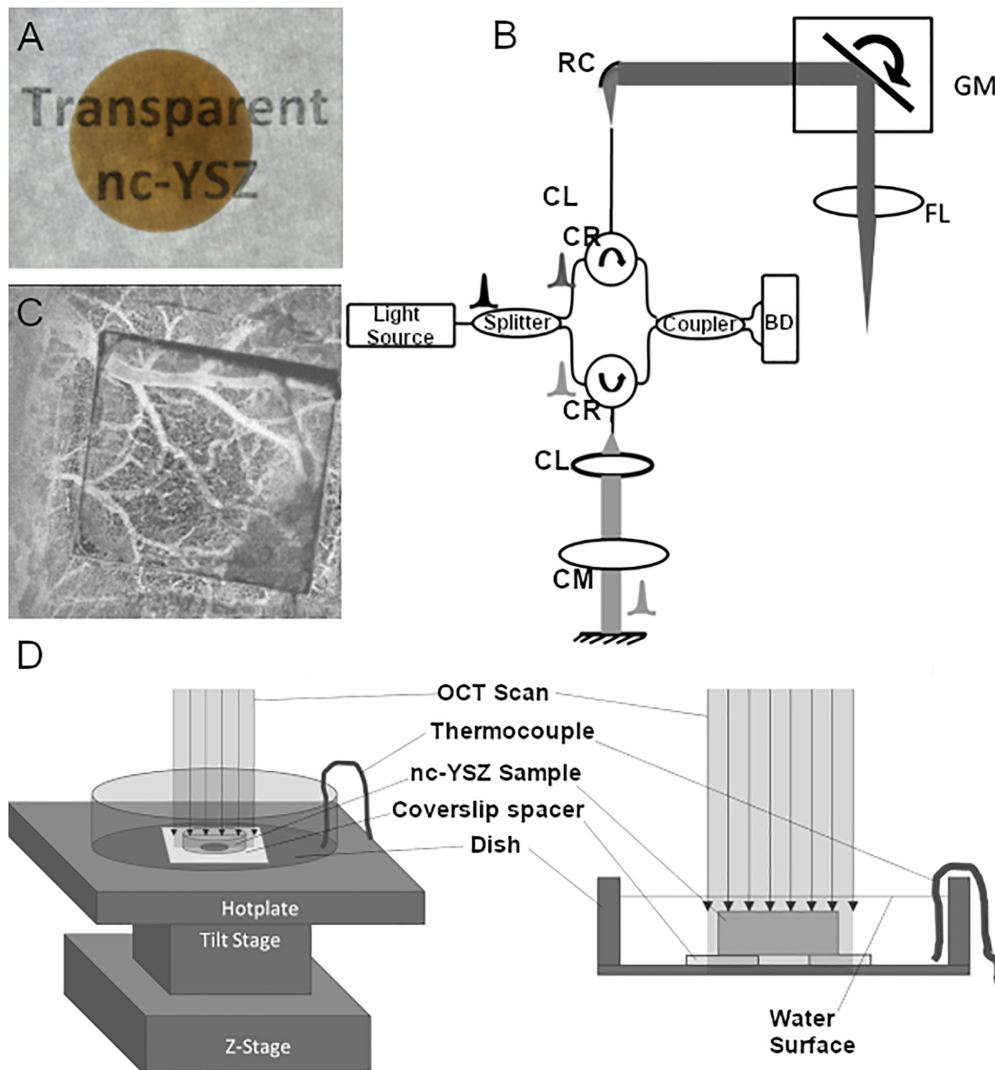 A
Transparent
nc-YSZ
B
RC
GM
FL
CL
CR
Light
Source
Splitter
Coupler
BD
CR
CL
CM
C
D
OCT Scan
Thermocouple
nc-YSZ Sample
Coverslip spacer
Dish
Hotplate
Tilt Stage
Z-Stage
Water
Surface